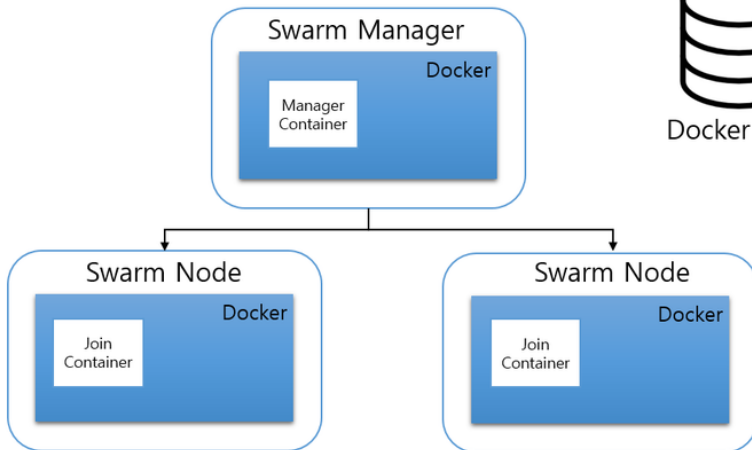 Swarm Manager
Docker
Manager
Container
Docker
Swarm Node
Docker
Join
Container
Swarm Node
Docker
Join
Container